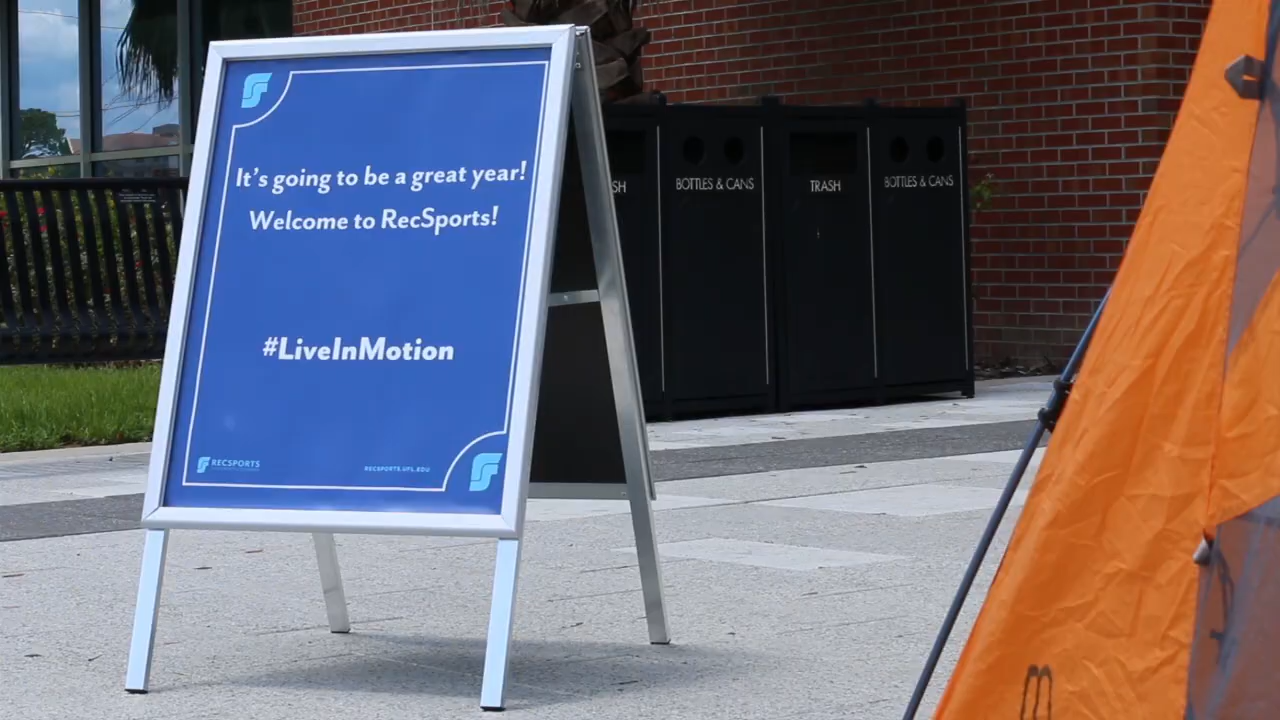 It's going to be a great year!
Welcome to RecSports!
#LiveInMotion
RECSPORTS
RECSPORTS.UFL.EDU
SH
BOTTLES & CANS
TRASH
BOTTLES & CANS